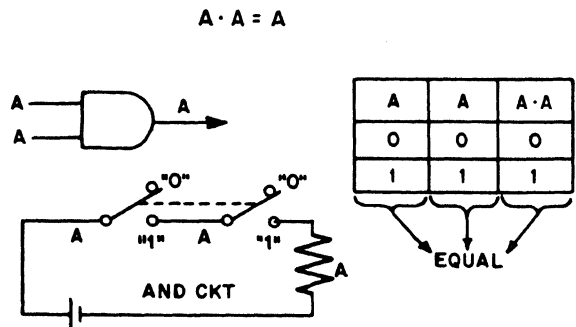 A · A = A
A
A
A
A A A·A
0 0 0
1 1 1
EQUAL
"0" "0"
A "1" A "1"
A
AND CKT